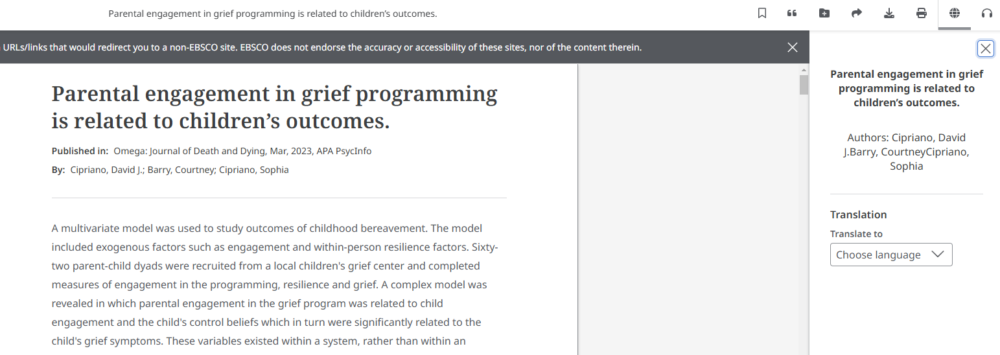 Parental engagement in grief programming is related to children’s outcomes.
URLs/links that would redirect you to a non-EBSCO site. EBSCO does not endorse the accuracy or accessibility of these sites, nor of the content therein.
Parental engagement in grief programming
is related to children’s outcomes.
Published in: Omega: Journal of Death and Dying, Mar, 2023, APA PsycInfo
By: Cipriano, David J.; Barry, Courtney; Cipriano, Sophia
A multivariate model was used to study outcomes of childhood bereavement. The model
included exogenous factors such as engagement and within-person resilience factors. Sixty-
two parent-child dyads were recruited from a local children's grief center and completed
measures of engagement in the programming, resilience and grief. A complex model was
revealed in which parental engagement in the grief program was related to child
engagement and the child's control beliefs which in turn were significantly related to the
child's grief symptoms. These variables existed within a system, rather than within an
Parental engagement in grief
programming is related to
children’s outcomes.
Authors: Cipriano, David
J.Barry, CourtneyCipriano,
Sophia
Translation
Translate to
Choose language